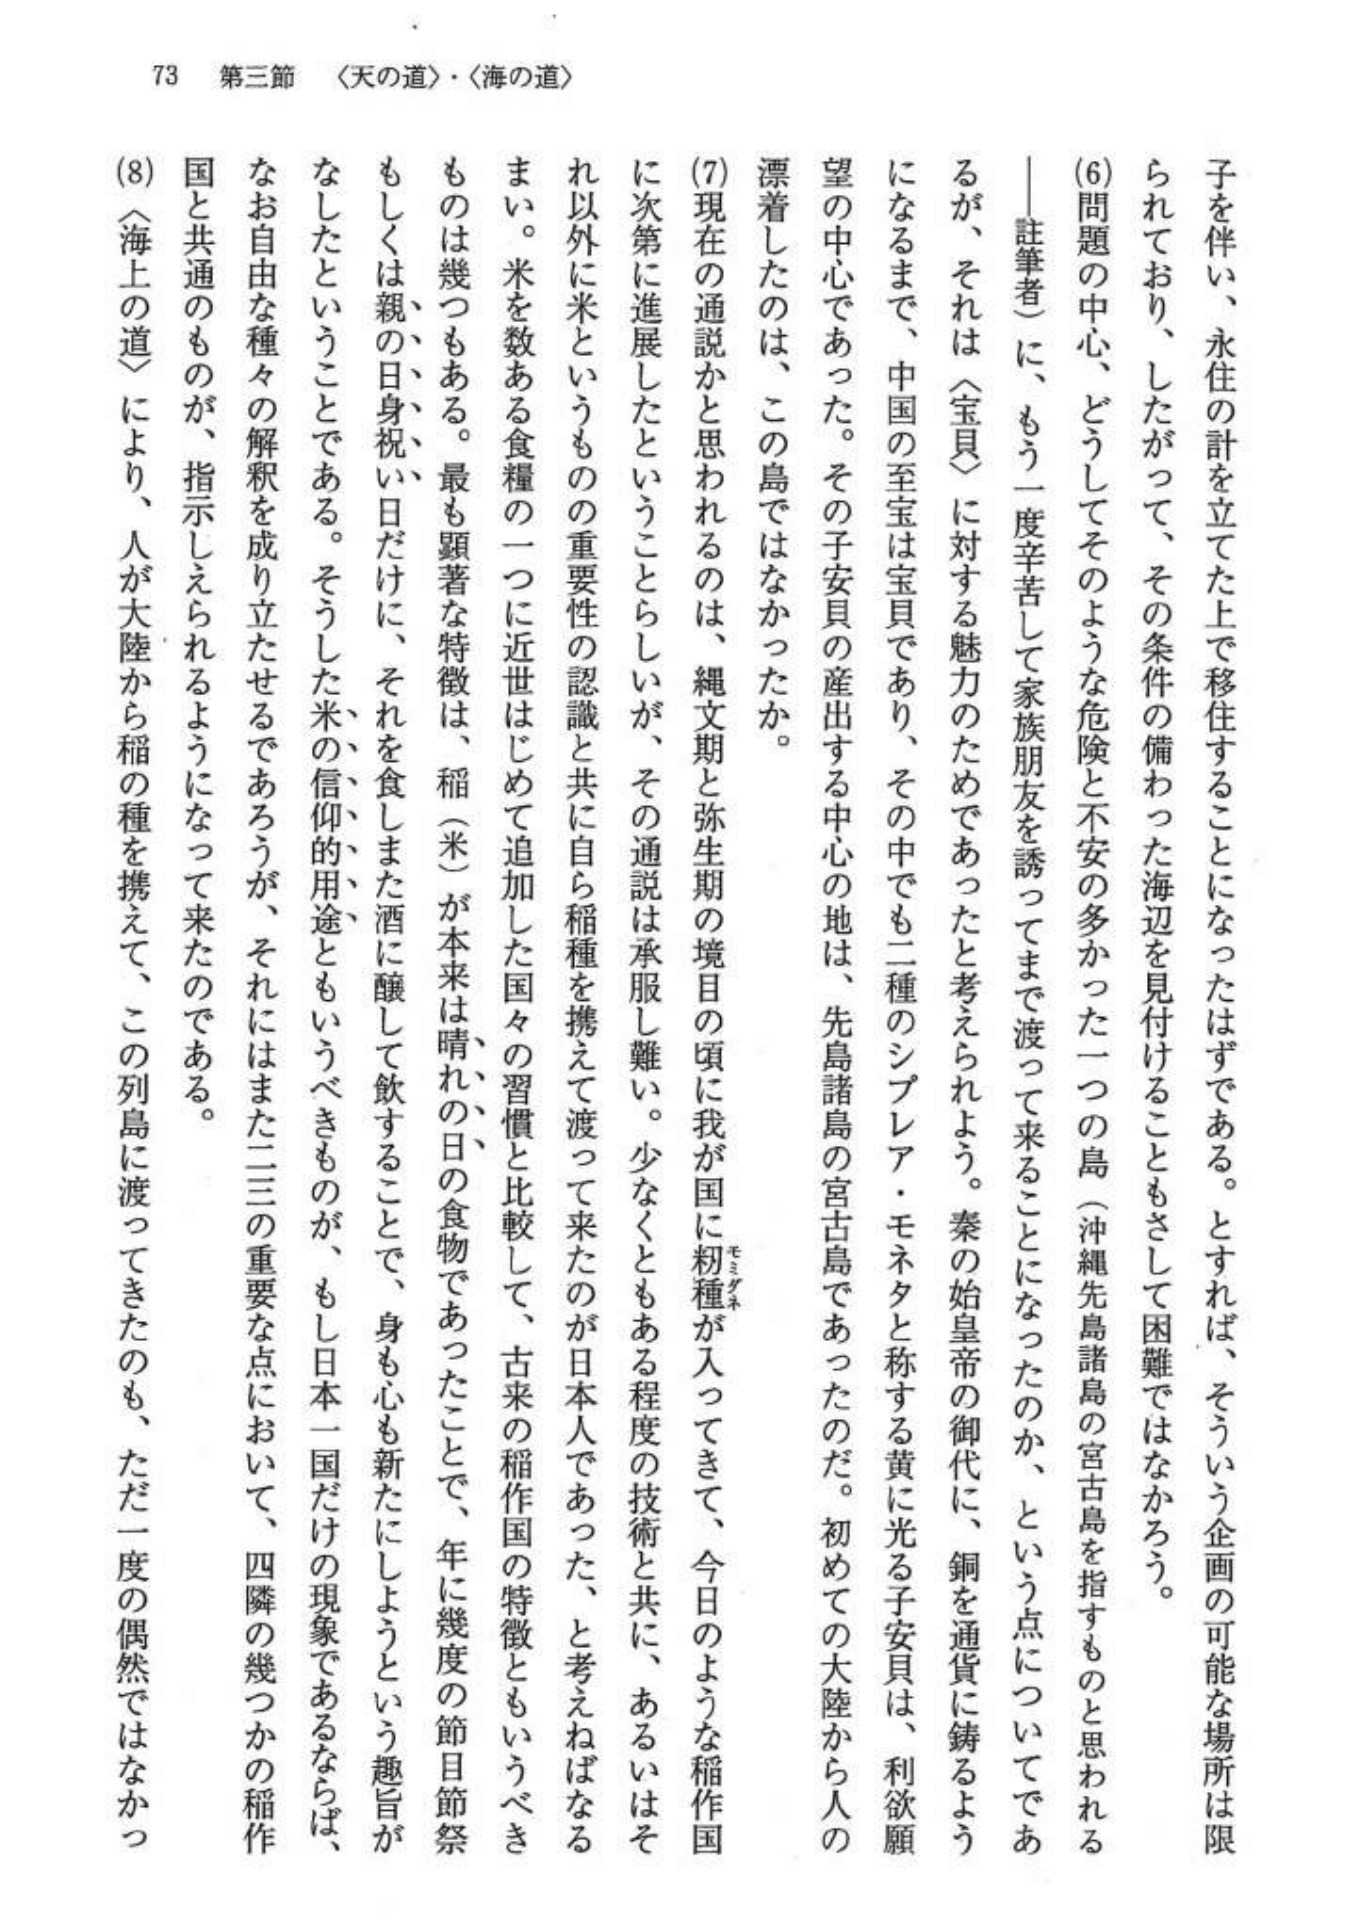 73　第三節　〈天の道〉・〈海の道〉
子を伴い、永住の計を立てた上で移住することになったはずである。とすれば、そういう企画の可能な場所は限
られており、したがって、その条件の備わった海辺を見付けることもさして困難ではなかろう。
(6)問題の中心、どうしてそのような危険と不安の多かった一つの島（沖縄先島諸島の宮古島を指すものと思われる
――註筆者）に、もう一度辛苦して家族朋友を誘ってまで渡って来ることになったのか、という点についてであ
るが、それは〈宝貝〉に対する魅力のためであったと考えられよう。秦の始皇帝の御代に、銅を通貨に鋳るよう
になるまで、中国の至宝は宝貝であり、その中でも二種のシプレア・モネタと称する黄に光る子安貝は、利欲願
望の中心であった。その子安貝の産出する中心の地は、先島諸島の宮古島であったのだ。初めての大陸から人の
漂着したのは、この島ではなかったか。
(7)現在の通説かと思われるのは、縄文期と弥生期の境目の頃に我が国に籾種モミダネが入ってきて、今日のような稲作国
に次第に進展したということらしいが、その通説は承服し難い。少なくともある程度の技術と共に、あるいはそ
れ以外に米というものの重要性の認識と共に自ら稲種を携えて渡って来たのが日本人であった、と考えねばなる
まい。米を数ある食糧の一つに近世はじめて追加した国々の習慣と比較して、古来の稲作国の特徴ともいうべき
ものは幾つもある。最も顕著な特徴は、稲（米）が本来は晴れの日の食物であったことで、年に幾度の節目節祭
もしくは親の日身祝い日だけに、それを食しまた酒に醸して飲することで、身も心も新たにしようという趣旨が
なしたということである。そうした米の信仰的用途ともいうべきものが、もし日本一国だけの現象であるならば、
なお自由な種々の解釈を成り立たせるであろうが、それにはまた二三の重要な点において、四隣の幾つかの稲作
国と共通のものが、指示しえられるようになって来たのである。
(8)〈海上の道〉により、人が大陸から稲の種を携えて、この列島に渡ってきたのも、ただ一度の偶然ではなかっ